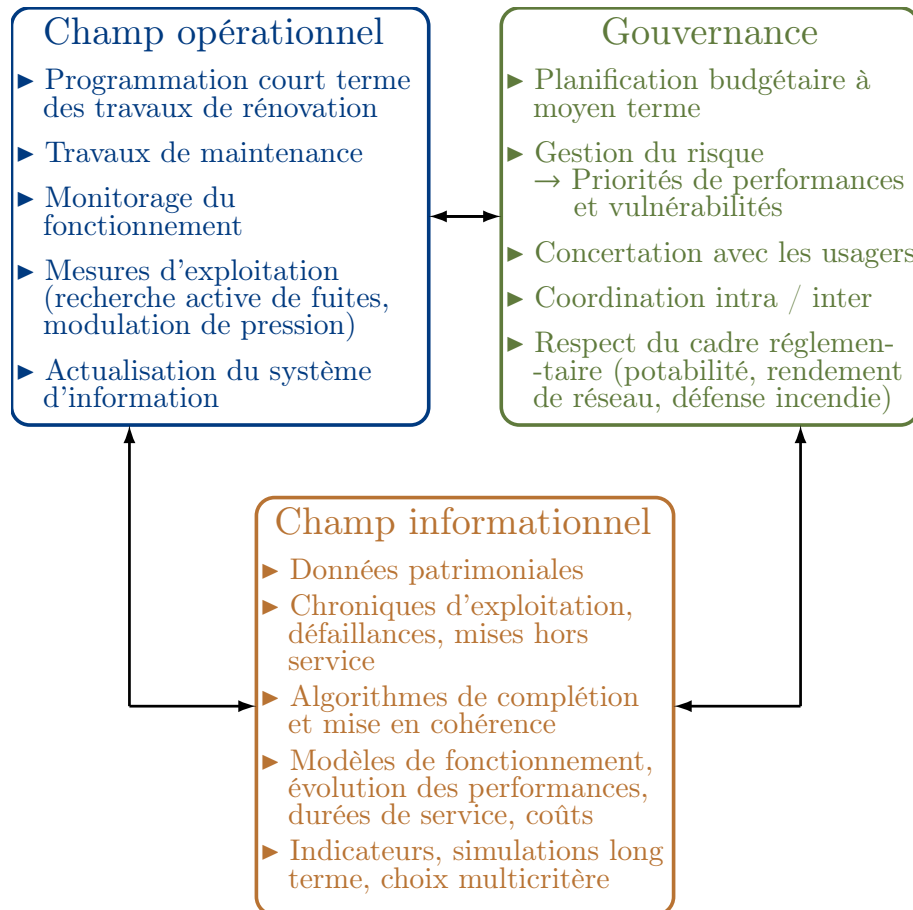 Champ opérationnel
► Programmation court terme
des travaux de rénovation
► Travaux de maintenance
► Monitorage du
fonctionnement
► Mesures d'exploitation
(recherche active de fuites,
modulation de pression)
► Actualisation du système
d'information
Gouvernance
► Planification budgétaire à
moyen terme
► Gestion du risque
→ Priorités de performances
et vulnérabilités
► Concertation avec les usagers
► Coordination intra / inter
► Respect du cadre réglemen-
-taire (potabilité, rendement
de réseau, défense incendie)
Champ informationnel
► Données patrimoniales
► Chroniques d'exploitation,
défaillances, mises hors
service
► Algorithmes de complétion
et mise en cohérence
► Modèles de fonctionnement,
évolution des performances,
durées de service, coûts
► Indicateurs, simulations long
terme, choix multicritère